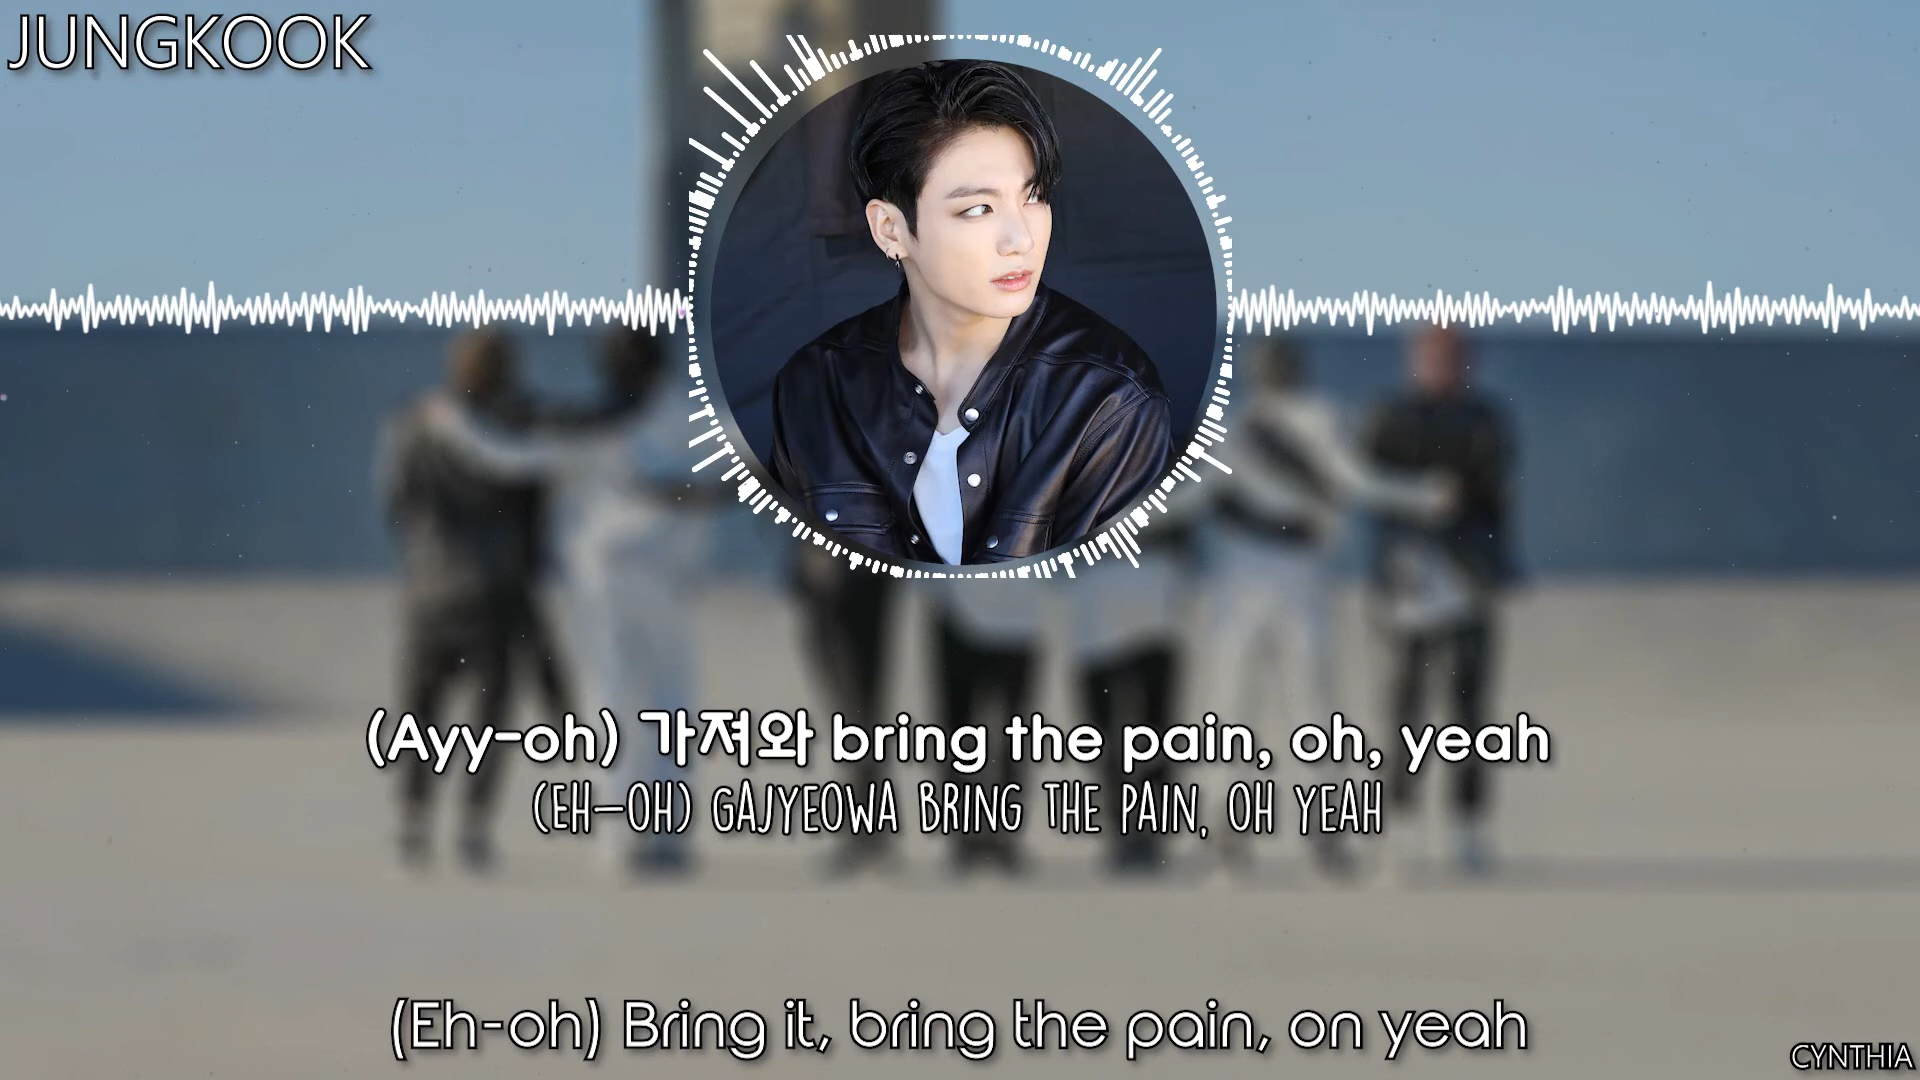 JUNGKOOK
(Ayy-oh) 가져와 bring the pain, oh, yeah
(EH-OH) GAJYEOWA BRING THE PAIN, OH YEAH
(Eh-oh) Bring it, bring the pain, on yeah
CYNTHIA